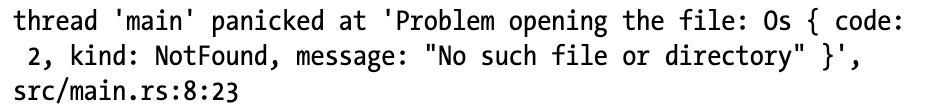 thread 'main' panicked at 'Problem opening the file: Os { code:
2, kind: NotFound, message: "No such file or directory" }',
src/main.rs:8:23